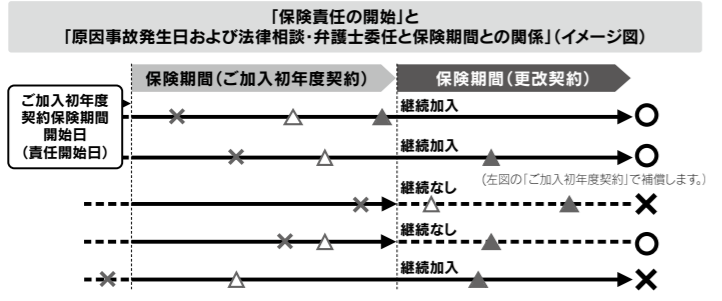 「保険責任の開始」と
「原因事故発生日および法律相談・弁護士委任と保険期間との関係」(イメージ図)
保険期間(ご加入初年度契約)
保険期間(更改契約)
ご加入初年度
契約保険期間
開始日
(責任開始日)
継続加入
継続加入
(左図の「ご加入初年度契約」で補償します。)
継続なし
継続なし
継続加入